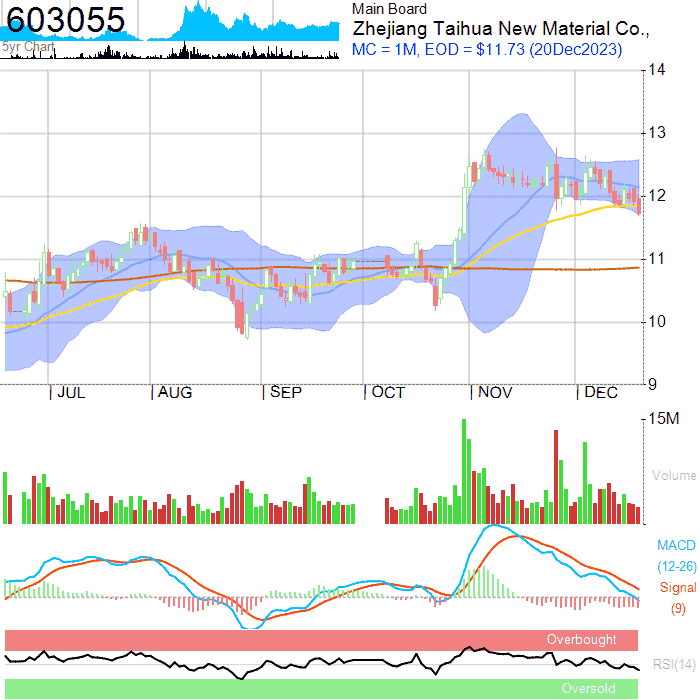 603055
5yr Chart
Main Board
Zhejiang Taihua New Material Co.,
MC = 1M, EOD = $11.73 (20Dec2023)
14
13
12
11
10
9
JUL AUG SEP OCT NOV DEC
15M
Volume
MACD
(12-26)
Signal
(9)
Overbought
RSI(14)
Oversold